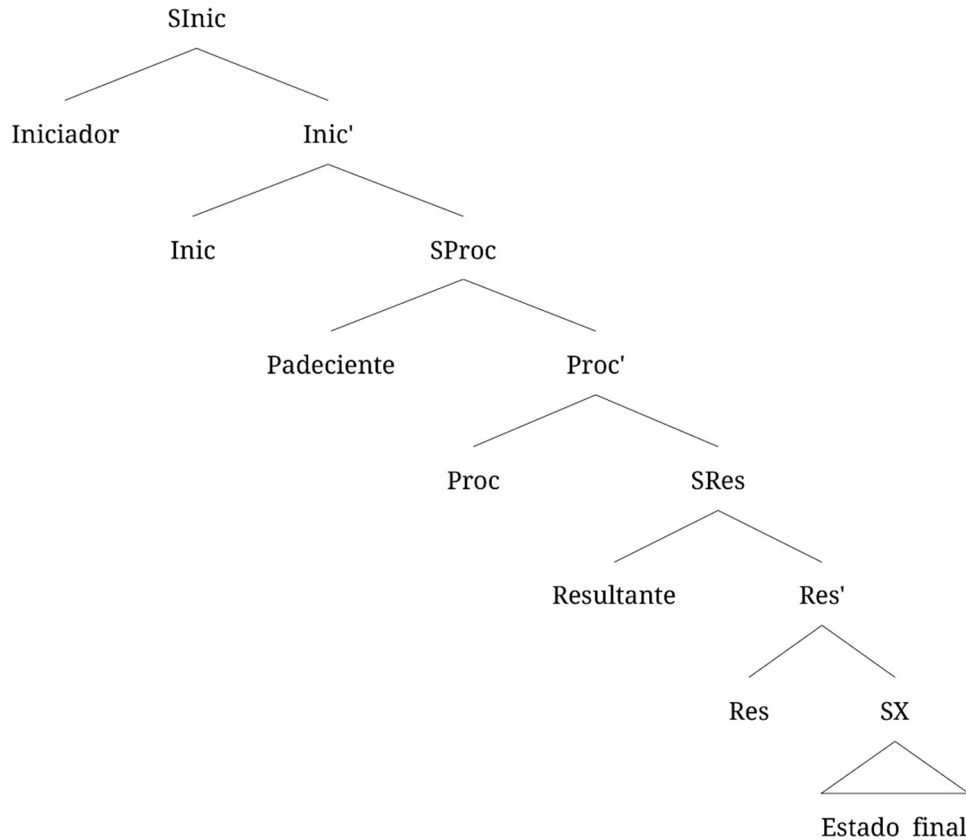 SInic
Iniciador Inic'
Inic SProc
Padeciente Proc'
Proc SRes
Resultante Res'
Res SX
Estado final